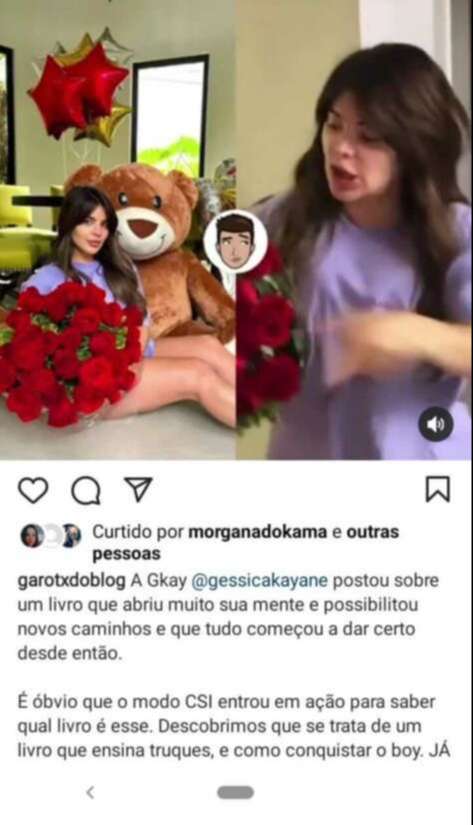 Curtido por morganadokama e outras
pessoas
garotxdoblog A Gkay @gessicakayane postou sobre
um livro que abriu muito sua mente e possibilitou
novos caminhos e que tudo começou a dar certo
desde então.
É óbvio que o modo CSI entrou em ação para saber
qual livro é esse. Descobrimos que se trata de um
livro que ensina truques, e como conquistar o boy. JÁ